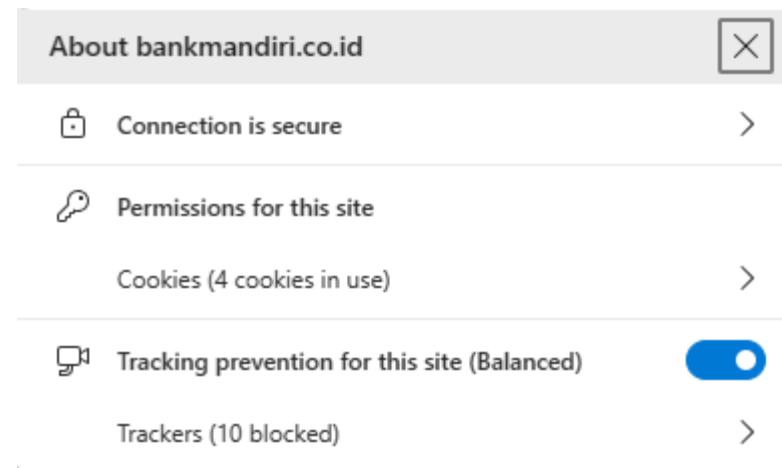 About bankmandiri.co.id
Connection is secure
Permissions for this site
Cookies (4 cookies in use)
Tracking prevention for this site (Balanced)
Trackers (10 blocked)